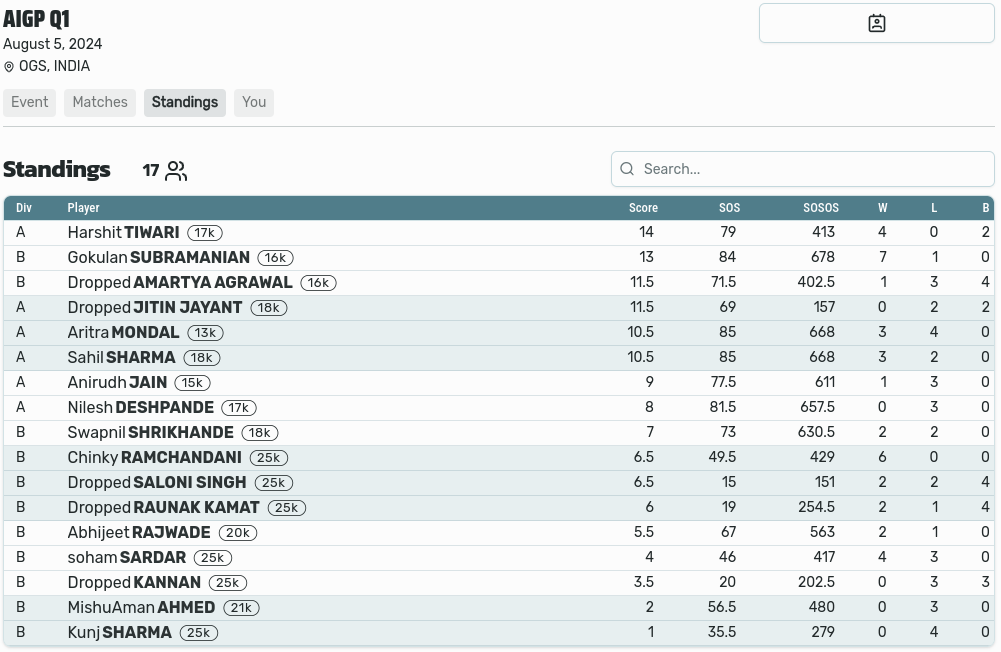 AIGP Q1
August 5, 2024
OGS, INDIA
Event Matches Standings You
Standings 17 Search...
Div Player Score SOS SOSOS W L B
A Harshit TIWARI 17k 14 79 413 4 0 2
B Gokulan SUBRAMANIAN 16k 13 84 678 7 1 0
B Dropped AMARTYA AGRAWAL 16k 11.5 71.5 402.5 1 3 4
A Dropped JITIN JAYANT 18k 11.5 69 157 0 2 2
A Aritra MONDAL 13k 10.5 85 668 3 4 0
A Sahil SHARMA 18k 10.5 85 668 3 2 0
A Anirudh JAIN 15k 9 77.5 611 1 3 0
A Nilesh DESHPANDE 17k 8 81.5 657.5 0 3 0
B Swapnil SHRIKHANDE 18k 7 73 630.5 2 2 0
B Chinky RAMCHANDANI 25k 6.5 49.5 429 6 0 0
B Dropped SALONI SINGH 25k 6.5 15 151 2 2 4
B Dropped RAUNAK KAMAT 25k 6 19 254.5 2 1 4
B Abhijeet RAJWADE 20k 5.5 67 563 2 1 0
B soham SARDAR 25k 4 46 417 4 3 0
B Dropped KANNAN 25k 3.5 20 202.5 0 3 3
B MishuAman AHMED 21k 2 56.5 480 0 3 0
B Kunj SHARMA 25k 1 35.5 279 0 4 0